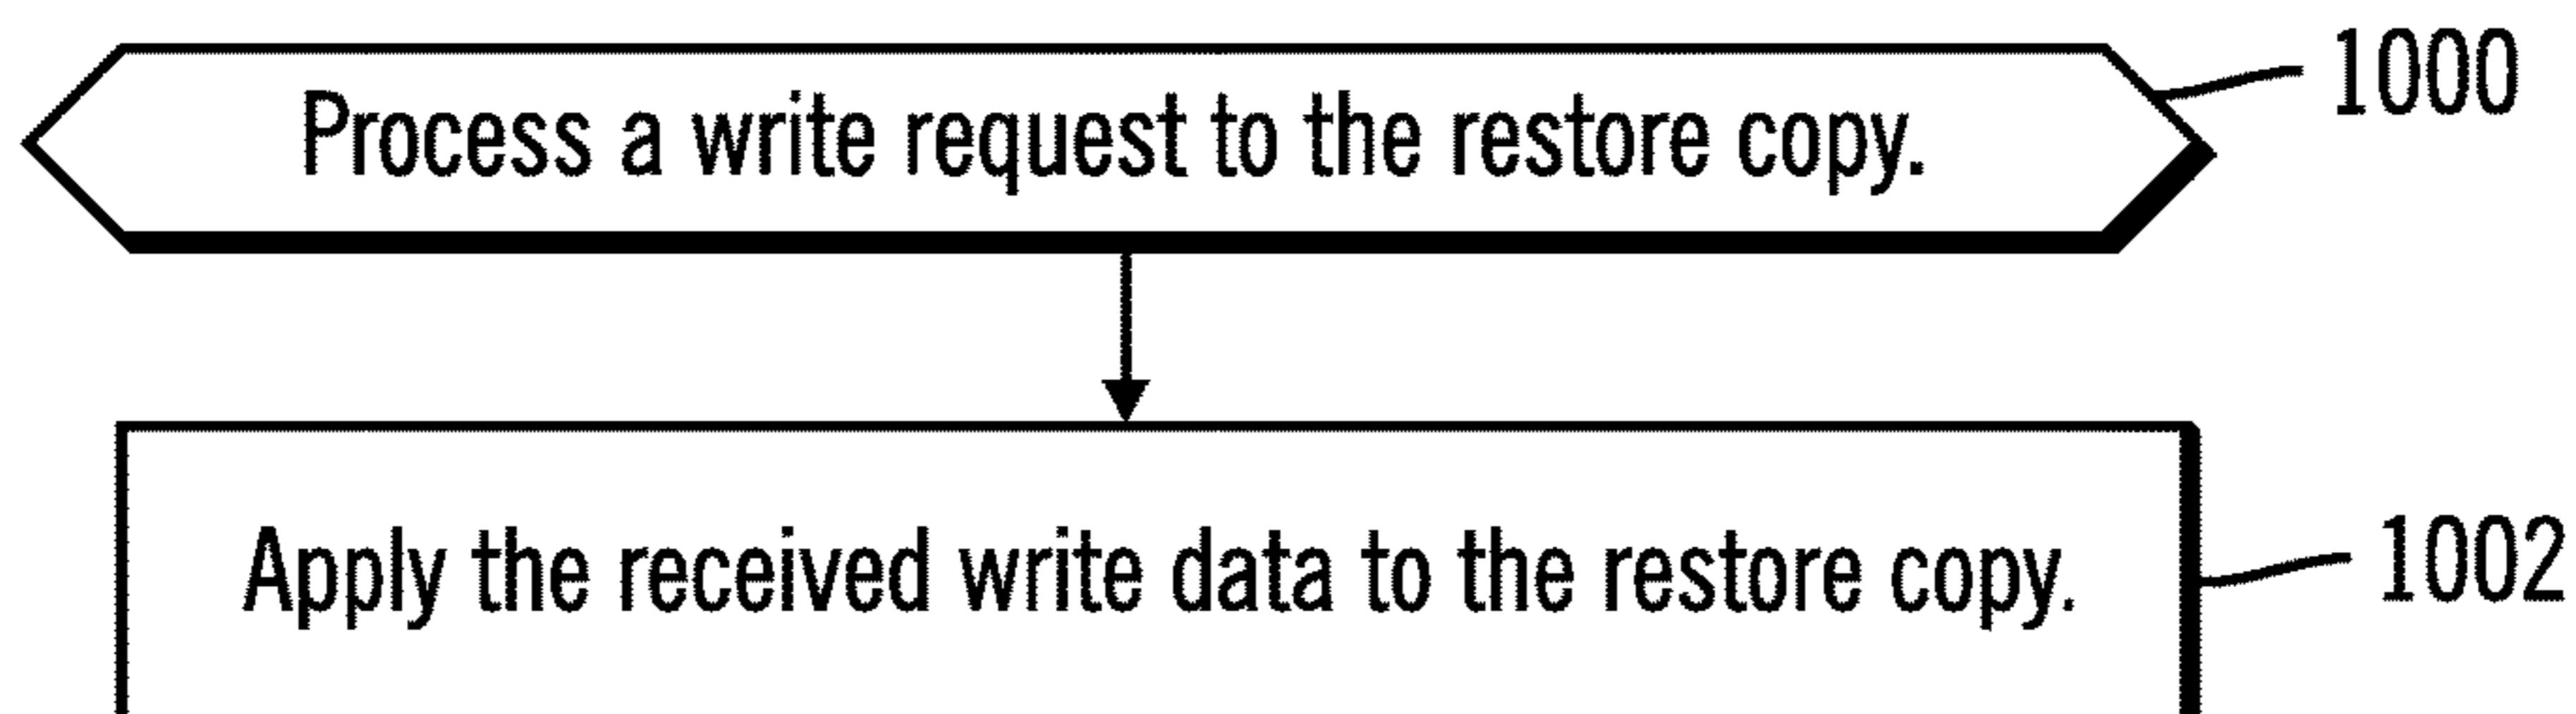 Process a write request to the restore copy.
1000
Apply the received write data to the restore copy.
1002